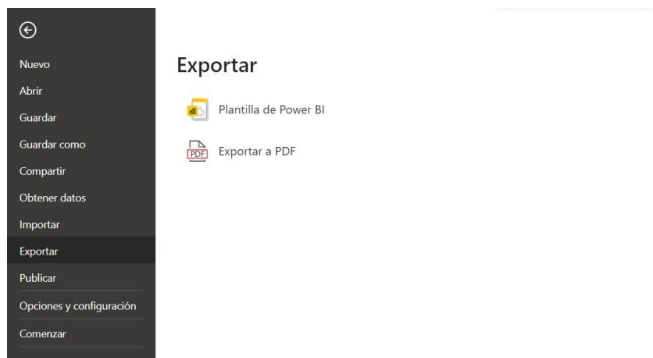 Nuevo
Abrir
Guardar
Guardar como
Compartir
Obtener datos
Importar
Exportar
Publicar
Opciones y configuración
Comenzar
Exportar
Plantilla de Power BI
PDF
Exportar a PDF